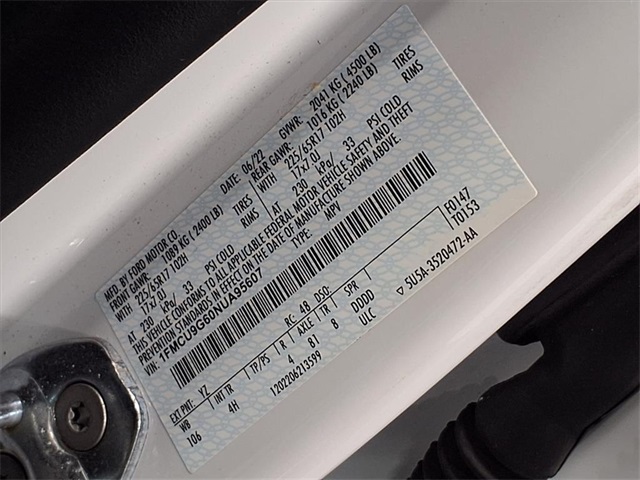 MFD. BY FORD MOTOR CO.
DATE: 06/22 GVWR: 2041 KG (4500 LB)
FRONT GAWR: 1089 KG (2400 LB) REAR GAWR: 1016 KG (2240 LB)
225/65R17 102H TIRES WITH 225/65R17 102H TIRES
17X7.0J RIMS 17X7.0J RIMS
AT 230 kPa/ 33 PSI COLD AT 230 kPa/ 33 PSI COLD
THIS VEHICLE CONFORMS TO ALL APPLICABLE FEDERAL MOTOR VEHICLE SAFETY AND THEFT
PREVENTION STANDARDS IN EFFECT ON THE DATE OF MANUFACTURE SHOWN ABOVE.
VIN: 1FMCU9G60NUA95607 TYPE: MPV
F0147
T0153
EXT PNT: YZ RC: 48 DSO:
WB INT TR TP/PS R AXLE TR SPR
106 4H 4 81 8 DDDD
1202206213599 ULC ▽ 5U5A-3520472-AA